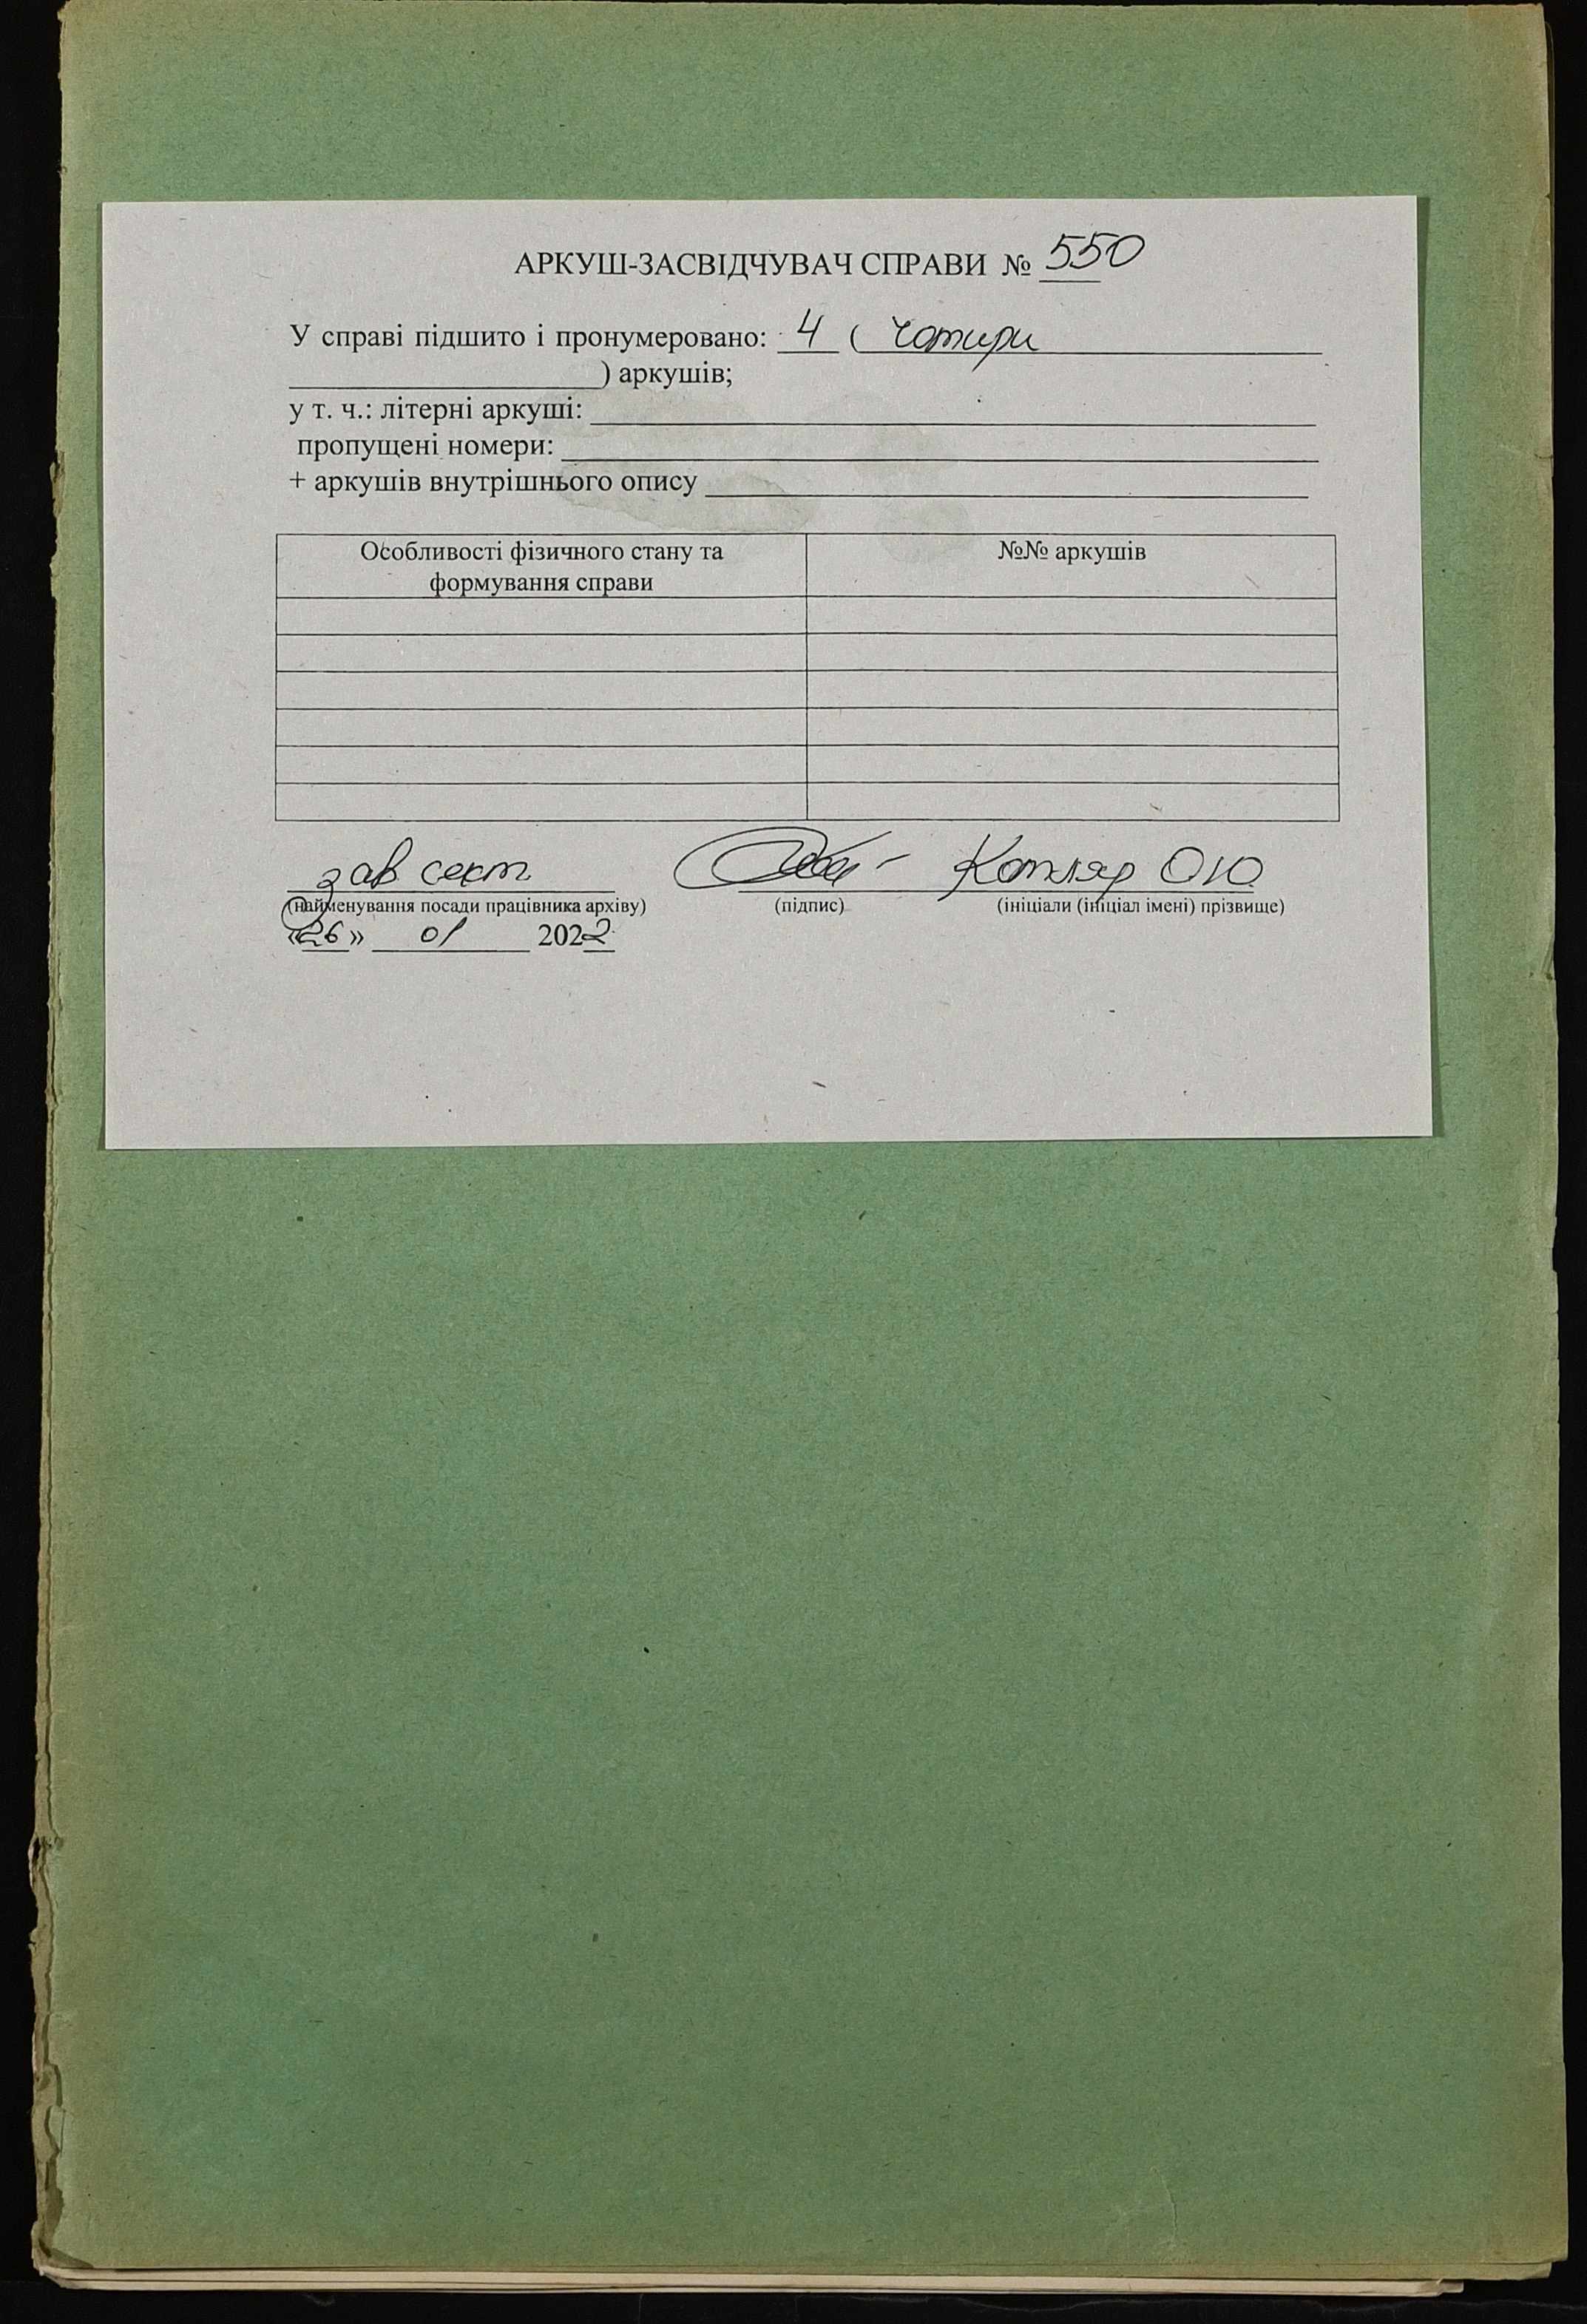 АРКУШ-ЗАСВІДЧУВАЧ СПРАВИ № 550
У справі підшито і пронумеровано: 4 ( чотири
) аркушів;
у т. ч.: літерні аркуші:
пропущені номери:
+ аркушів внутрішнього опису
Особливості фізичного стану та
формування справи
№№ аркушів
зав сект. Котляр ОЮ
(найменування посади працівника архіву) (підпис) (ініціали (ініціал імені) прізвище)
«26» 01 2022